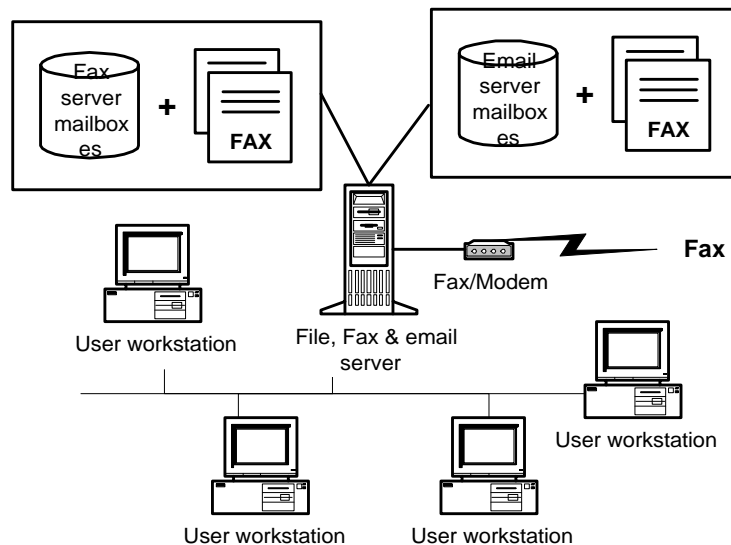 Fax
server
mailbox
es
+
FAX
Email
server
mailbox
es
+
FAX
Fax
Fax/Modem
User workstation
File, Fax & email
server
User workstation
User workstation
User workstation